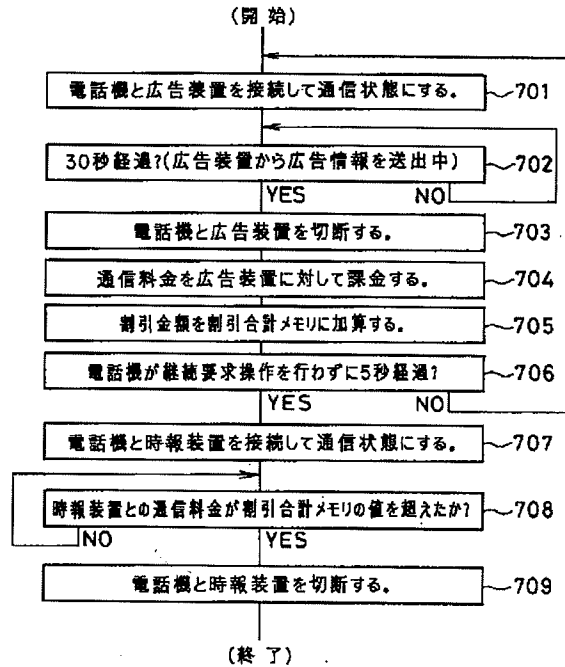 (開 始)
電話機と広告装置を接続して通信状態にする。 701
30秒経過?(広告装置から広告情報を送出中) 702
YES NO
電話機と広告装置を切断する。 703
通信料金を広告装置に対して課金する。 704
割引金額を割引合計メモリに加算する。 705
電話機が継続要求操作を行わずに5秒経過? 706
YES NO
電話機と時報装置を接続して通信状態にする。 707
時報装置との通信料金が割引合計メモリの値を超えたか? 708
NO YES
電話機と時報装置を切断する。 709
(終 了)